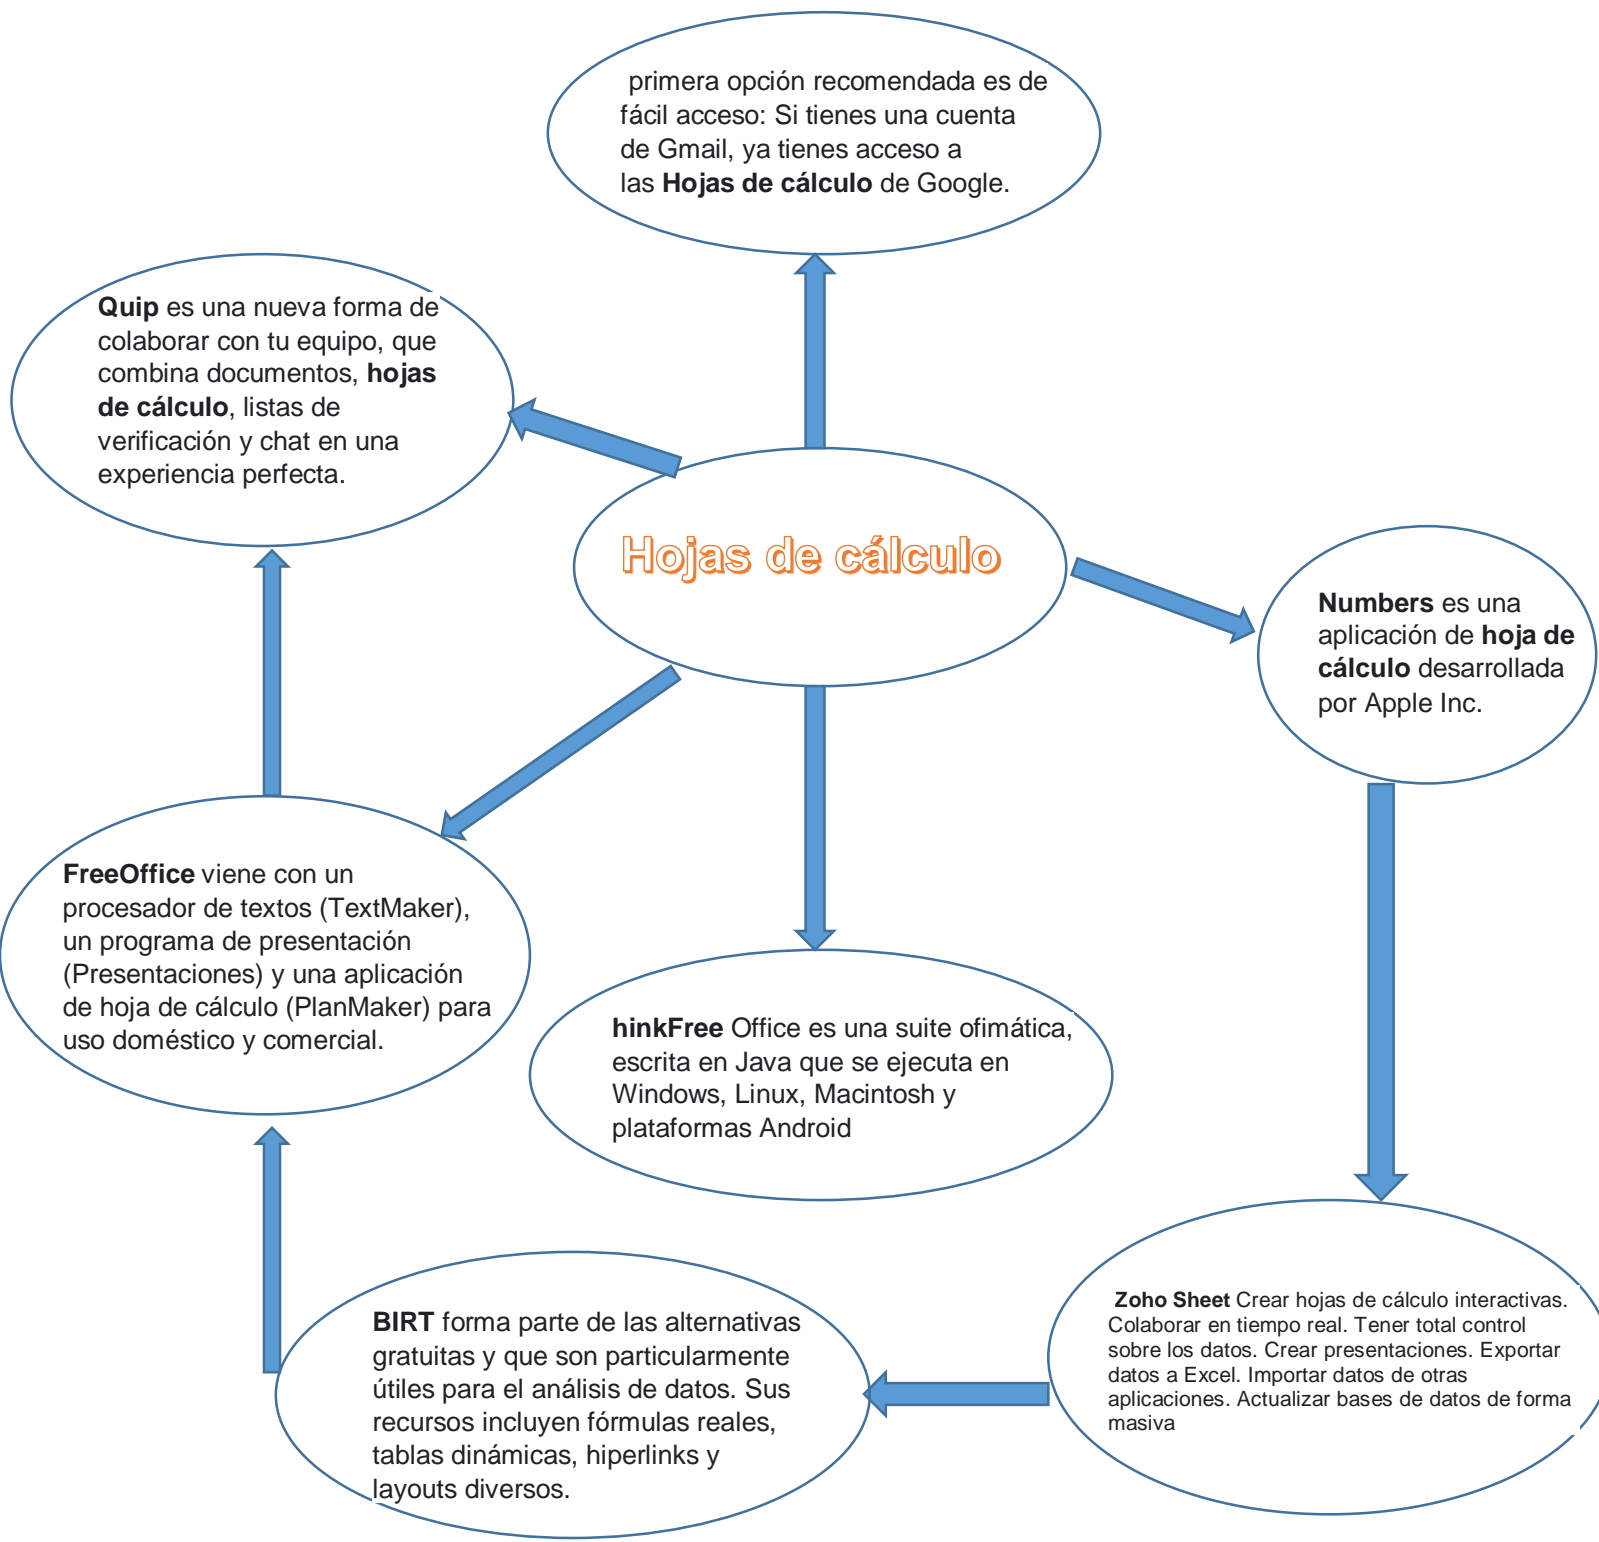 primera opción recomendada es de
fácil acceso: Si tienes una cuenta
de Gmail, ya tienes acceso a
las Hojas de cálculo de Google.
Quip es una nueva forma de
colaborar con tu equipo, que
combina documentos, hojas
de cálculo, listas de
verificación y chat en una
experiencia perfecta.
Hojas de cálculo
Numbers es una
aplicación de hoja de
cálculo desarrollada
por Apple Inc.
FreeOffice viene con un
procesador de textos (TextMaker),
un programa de presentación
(Presentaciones) y una aplicación
de hoja de cálculo (PlanMaker) para
uso doméstico y comercial.
hinkFree Office es una suite ofimática,
escrita en Java que se ejecuta en
Windows, Linux, Macintosh y
plataformas Android
Zoho Sheet Crear hojas de cálculo interactivas.
Colaborar en tiempo real. Tener total control
sobre los datos. Crear presentaciones. Exportar
datos a Excel. Importar datos de otras
aplicaciones. Actualizar bases de datos de forma
masiva
BIRT forma parte de las alternativas
gratuitas y que son particularmente
útiles para el análisis de datos. Sus
recursos incluyen fórmulas reales,
tablas dinámicas, hiperlinks y
layouts diversos.